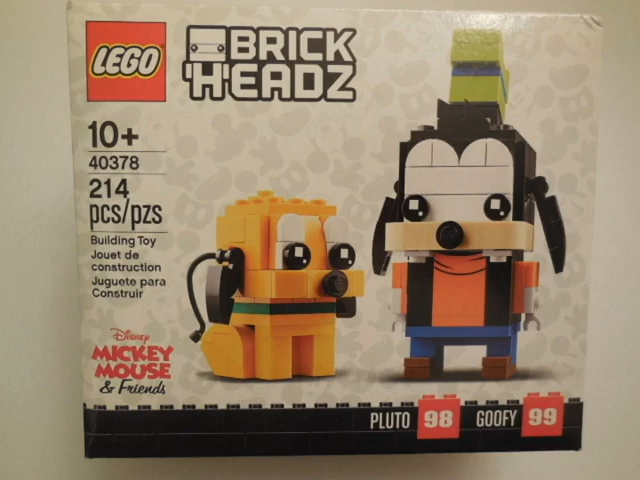 LEGO
BRICK
HEADZ
10+
40378
214
pcs/pzs
Building Toy
Jouet de
construction
Juguete para
Construir
Disney
MICKEY
MOUSE
& Friends
PLUTO 98 GOOFY 99